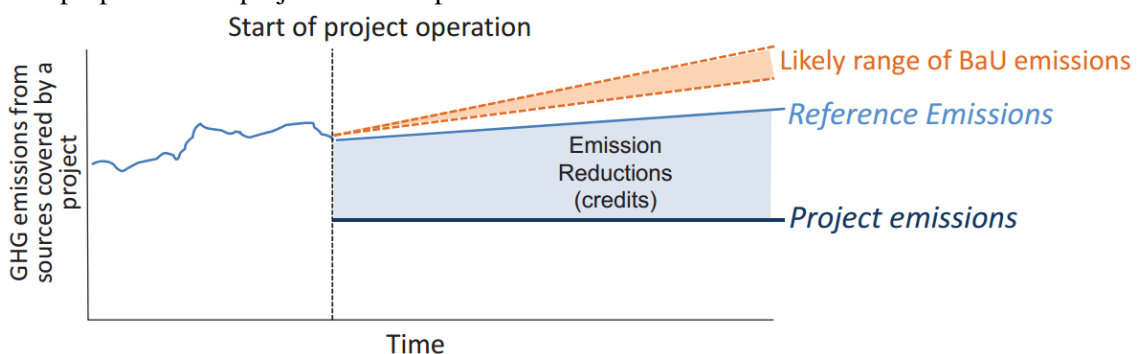 Start of project operation
GHG emissions from
sources covered by a
project
Likely range of BaU emissions
Reference Emissions
Emission
Reductions
(credits)
Project emissions
Time